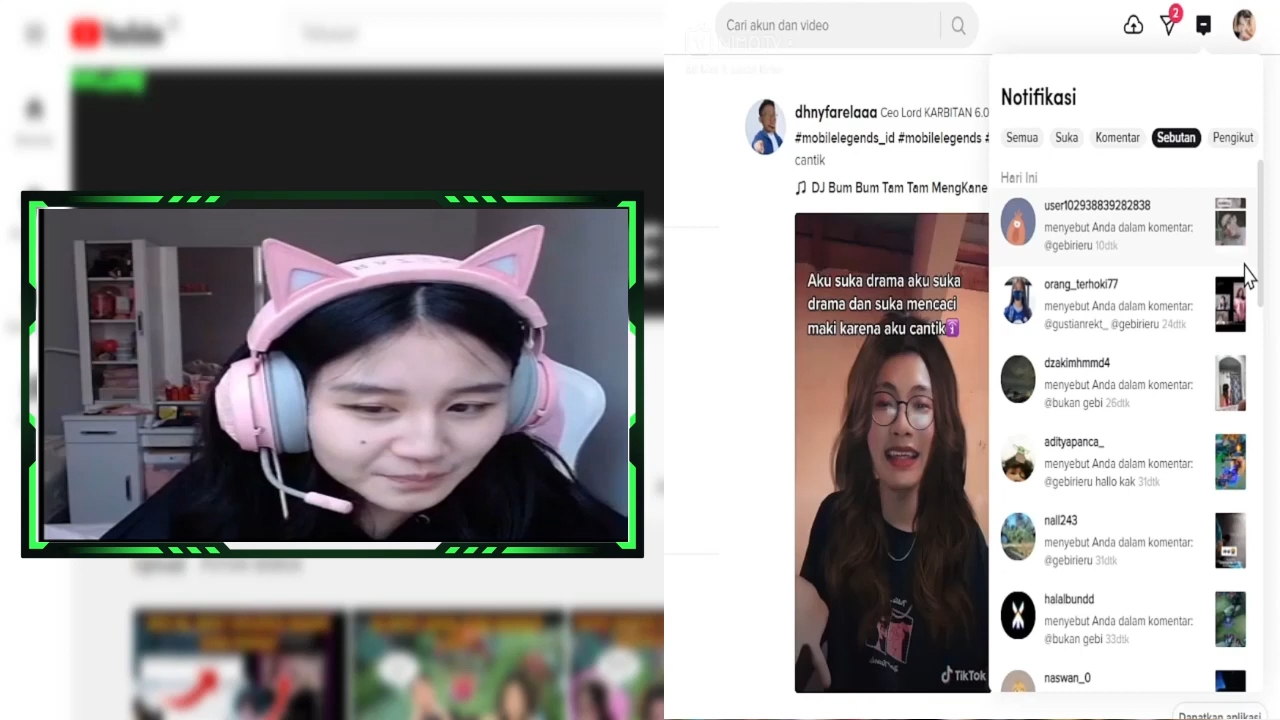 Cari akun dan video
2
dhnyfarelaaa Ceo Lord KARBITAN 6.0
#mobilelegends_id #mobilelegends #
cantik
DJ Bum Bum Tam Tam MengKane
Aku suka drama aku suka
drama dan suka mencaci
maki karena aku cantik
TikTok
Notifikasi
Semua Suka Komentar Sebutan Pengikut
Hari Ini
user102938839282838
menyebut Anda dalam komentar:
@gebirieru 10dtk
orang_terhoki77
menyebut Anda dalam komentar:
@gustianrekt_ @gebirieru 24dtk
dzakimhmmd4
menyebut Anda dalam komentar:
@bukan gebi 26dtk
adityapanca_
menyebut Anda dalam komentar:
@gebirieru hallo kak 31dtk
nall243
menyebut Anda dalam komentar:
@gebirieru 31dtk
halalbundd
menyebut Anda dalam komentar:
@bukan gebi 33dtk
naswan_0
Dapatkan aplikasi